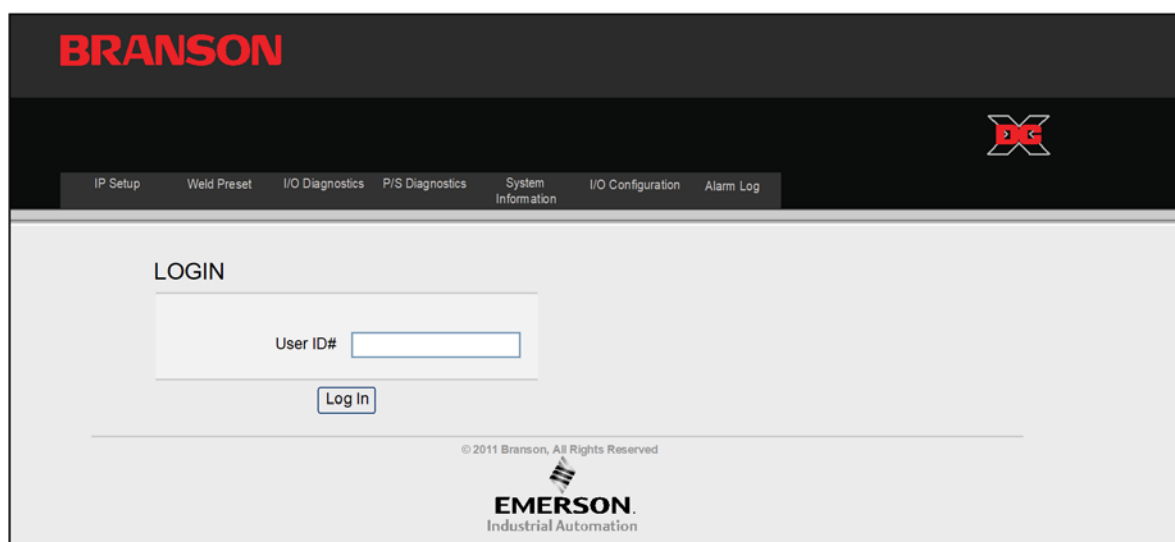 BRANSON
DCX
IP Setup Weld Preset I/O Diagnostics P/S Diagnostics System Information I/O Configuration Alarm Log
LOGIN
User ID#
Log In
© 2011 Branson, All Rights Reserved
EMERSON.
Industrial Automation